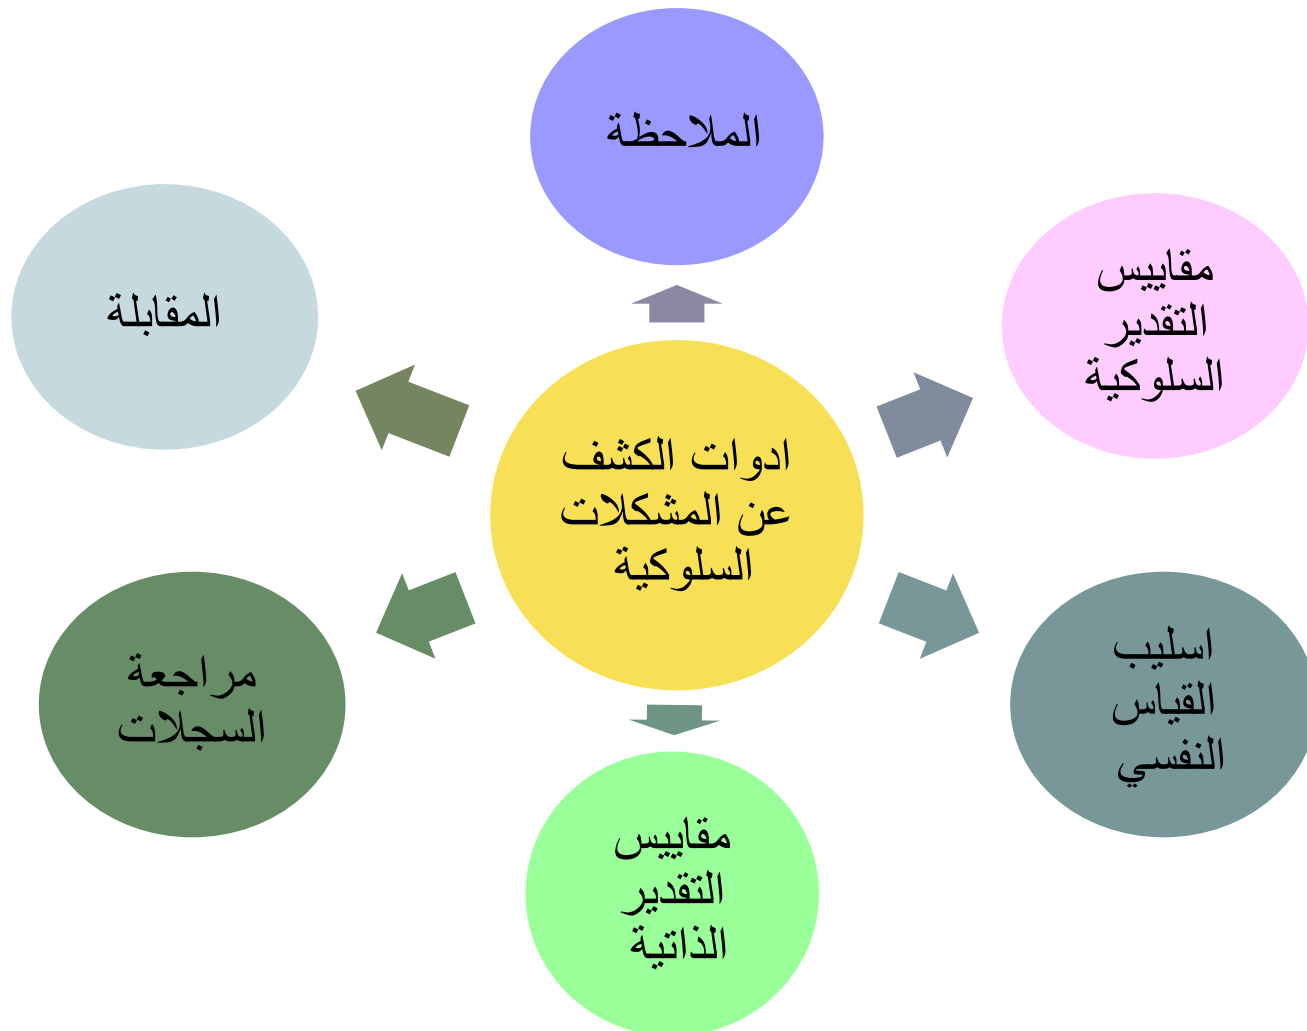 الملاحظة
مقاييس
التقدير
السلوكية
المقابلة
ادوات الكشف
عن المشكلات
السلوكية
اسليب
القياس
النفسي
مراجعة
السجلات
مقاييس
التقدير
الذاتية